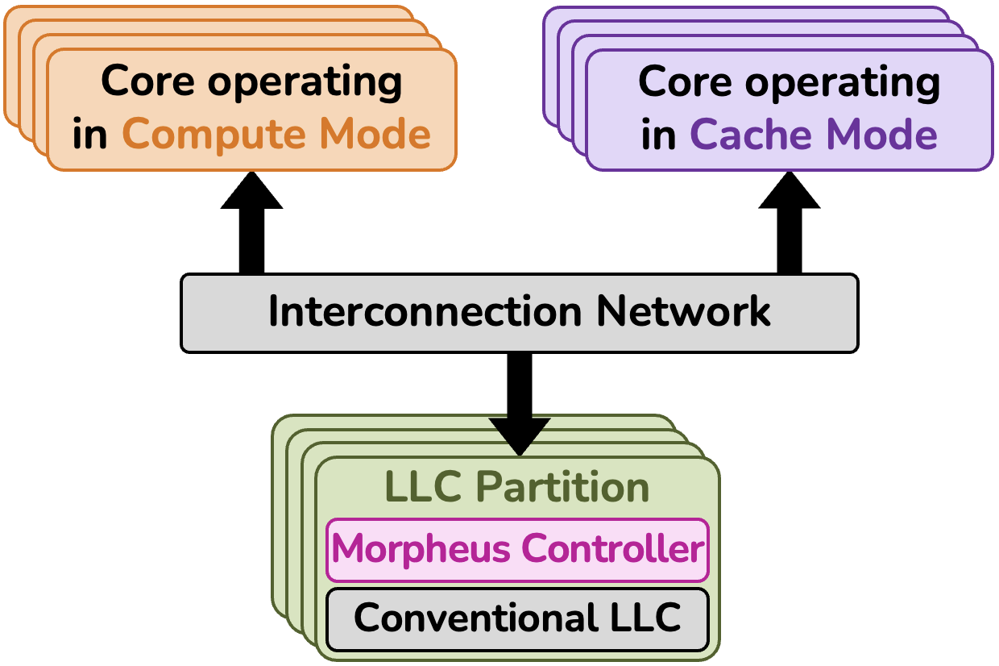 Core operating
in Compute Mode
Core operating
in Cache Mode
Interconnection Network
LLC Partition
Morpheus Controller
Conventional LLC